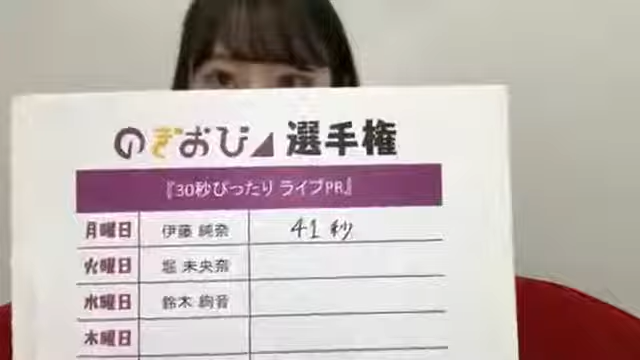 のぎおび⊿ 選手権
『30秒ぴったり ライブPR』
月曜日 伊藤 純奈 41秒
火曜日 堀 未央奈
水曜日 鈴木 絢音
木曜日